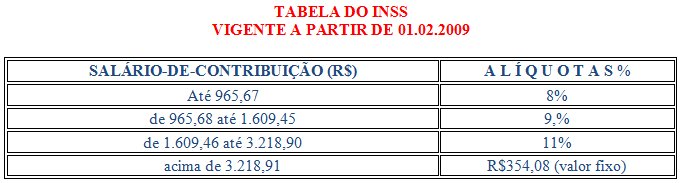 TABELA DO INSS
VIGENTE A PARTIR DE 01.02.2009
SALÁRIO-DE-CONTRIBUIÇÃO (R$) A L Í Q U O T A S %
Até 965,67 8%
de 965,68 até 1.609,45 9,%
de 1.609,46 até 3.218,90 11%
acima de 3.218,91 R$354,08 (valor fixo)